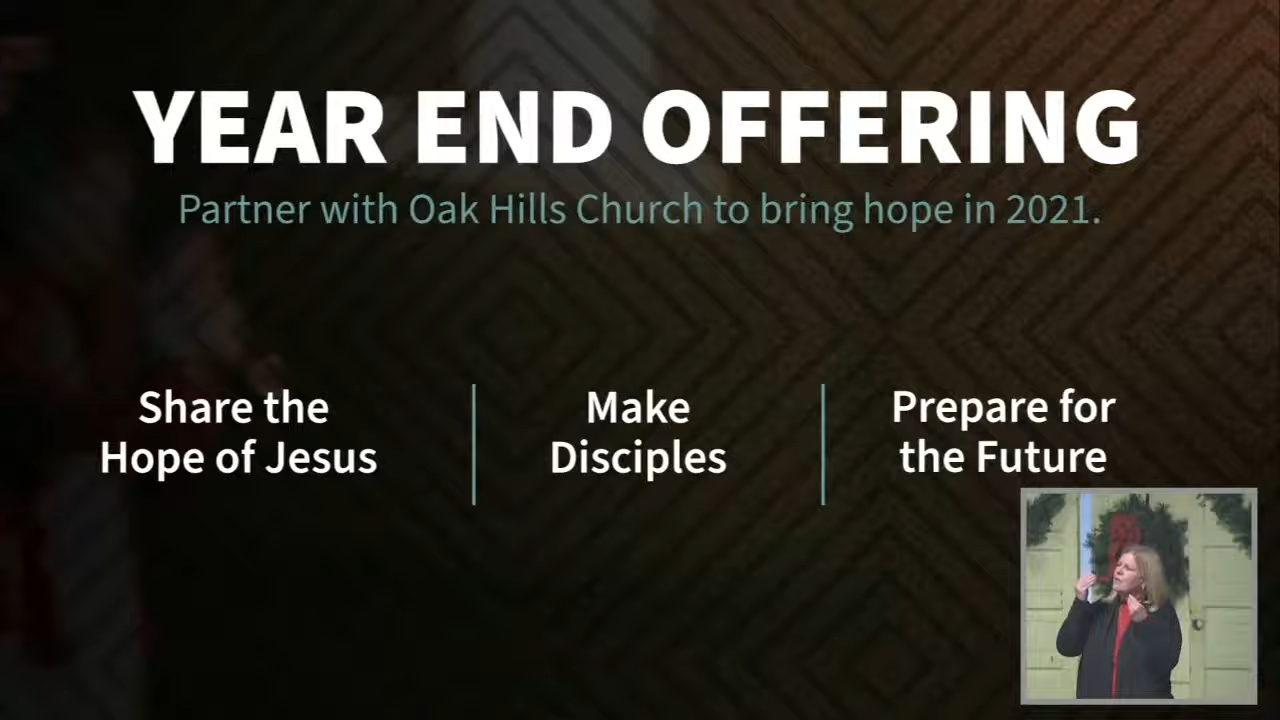 YEAR END OFFERING
Partner with Oak Hills Church to bring hope in 2021.
Share the
Hope of Jesus
Make
Disciples
Prepare for
the Future